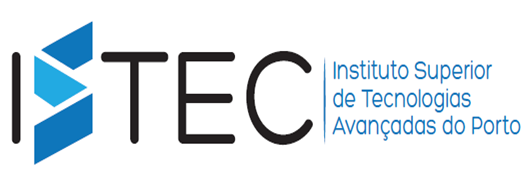 ISTEC
Instituto Superior
de Tecnologias
Avançadas do Porto